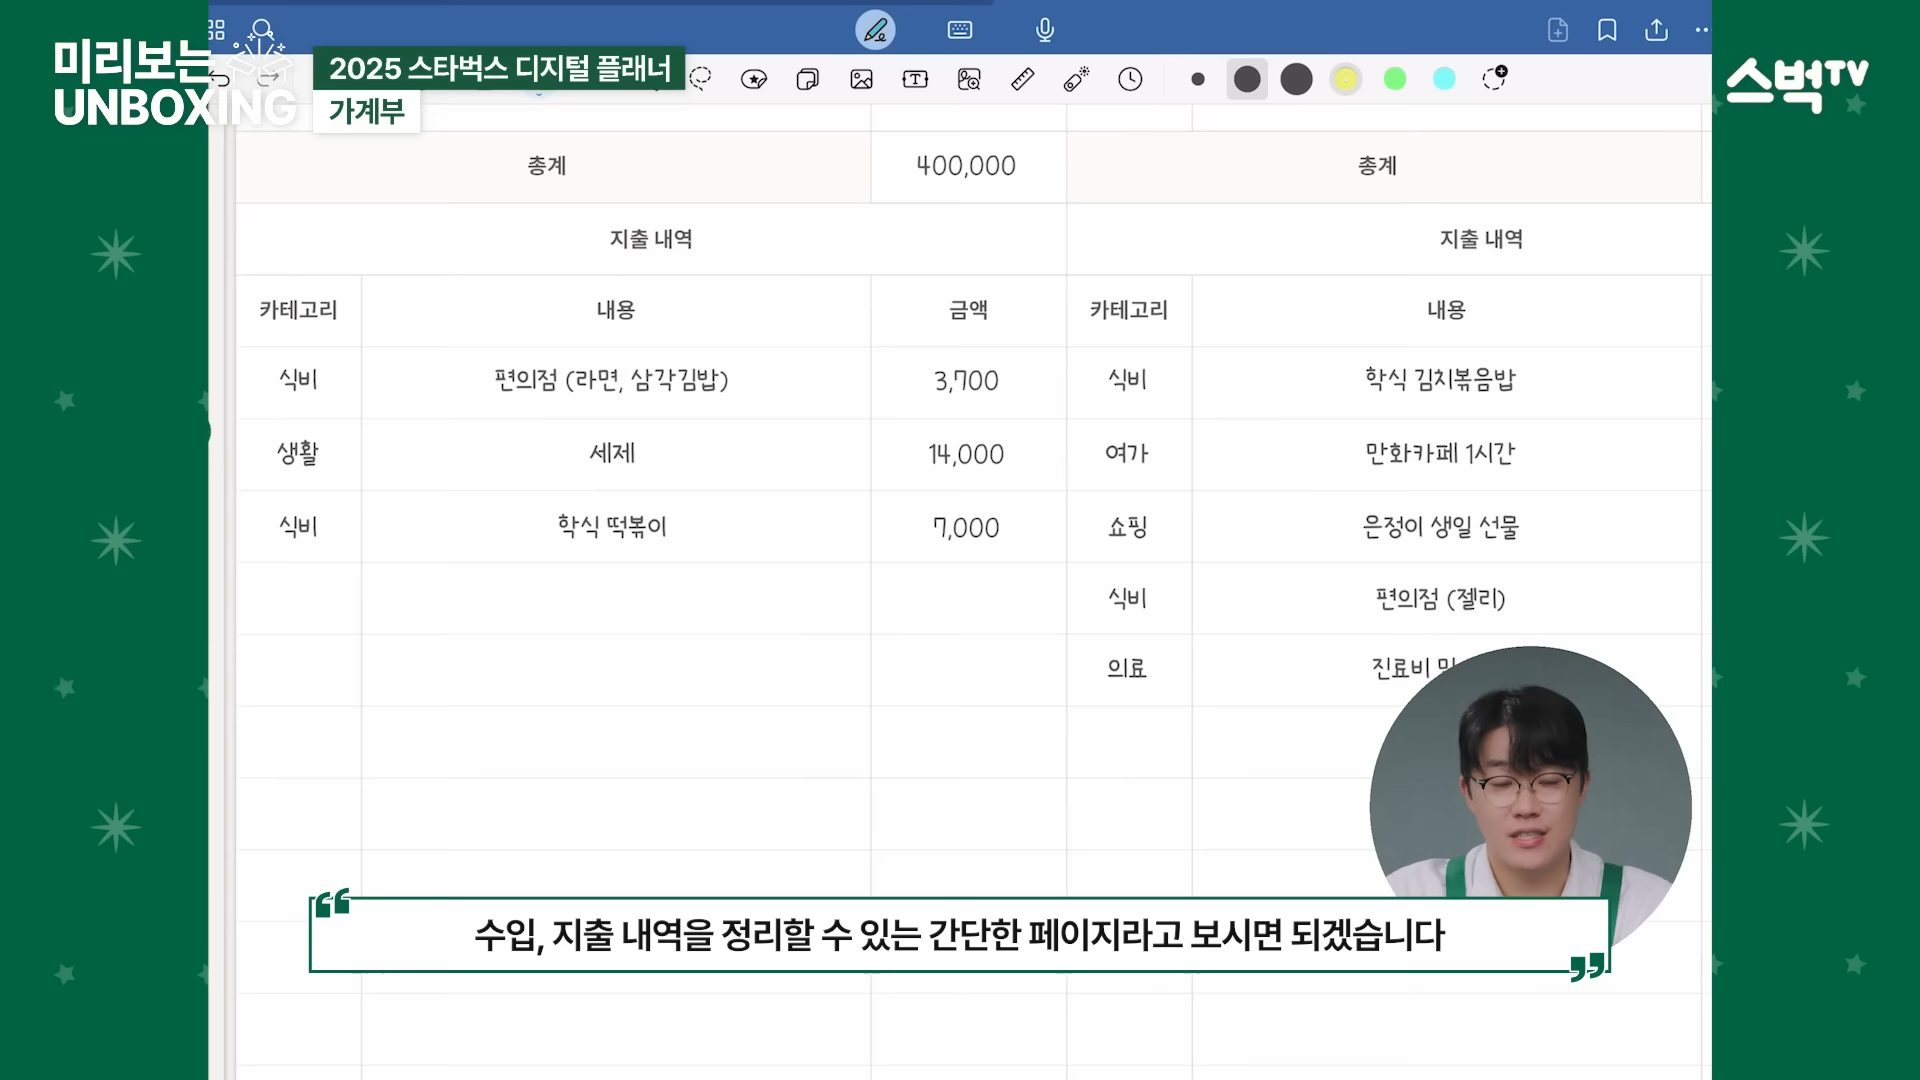 미리보는
UNBOXING
2025 스타벅스 디지털 플래너
가계부
스벅TV
총계 400,000 총계
지출 내역 지출 내역
카테고리 내용 금액 카테고리 내용
식비 편의점 (라면, 삼각김밥) 3,700 식비 학식 김치볶음밥
생활 세제 14,000 여가 만화카페 1시간
식비 학식 떡볶이 7,000 쇼핑 은정이 생일 선물
식비 편의점 (젤리)
의료 진료비 및
“ 수입, 지출 내역을 정리할 수 있는 간단한 페이지라고 보시면 되겠습니다 ”